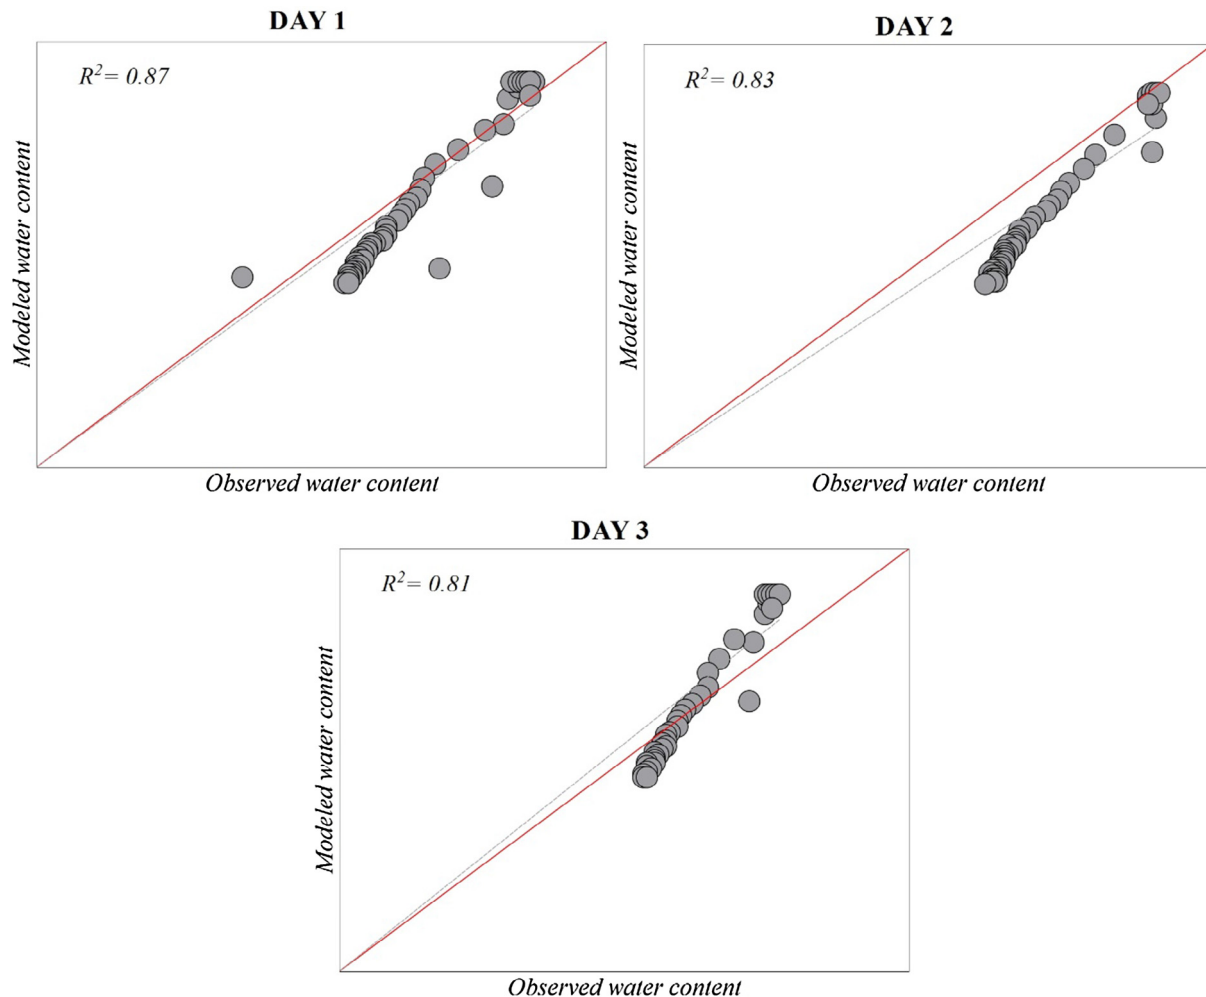 DAY 1
R²= 0.87
Modeled water content
Observed water content
DAY 2
R²= 0.83
Modeled water content
Observed water content
DAY 3
R²= 0.81
Modeled water content
Observed water content